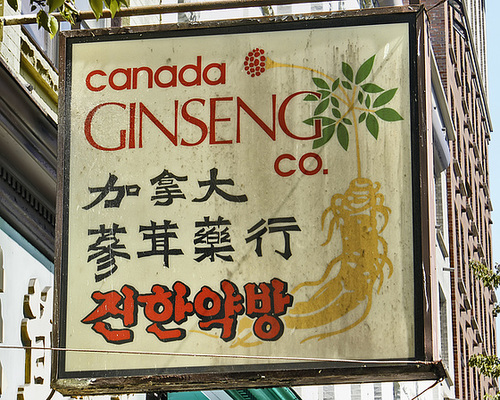 canada
GINSENG
co.
加拿大
蔘茸藥行
전한약방